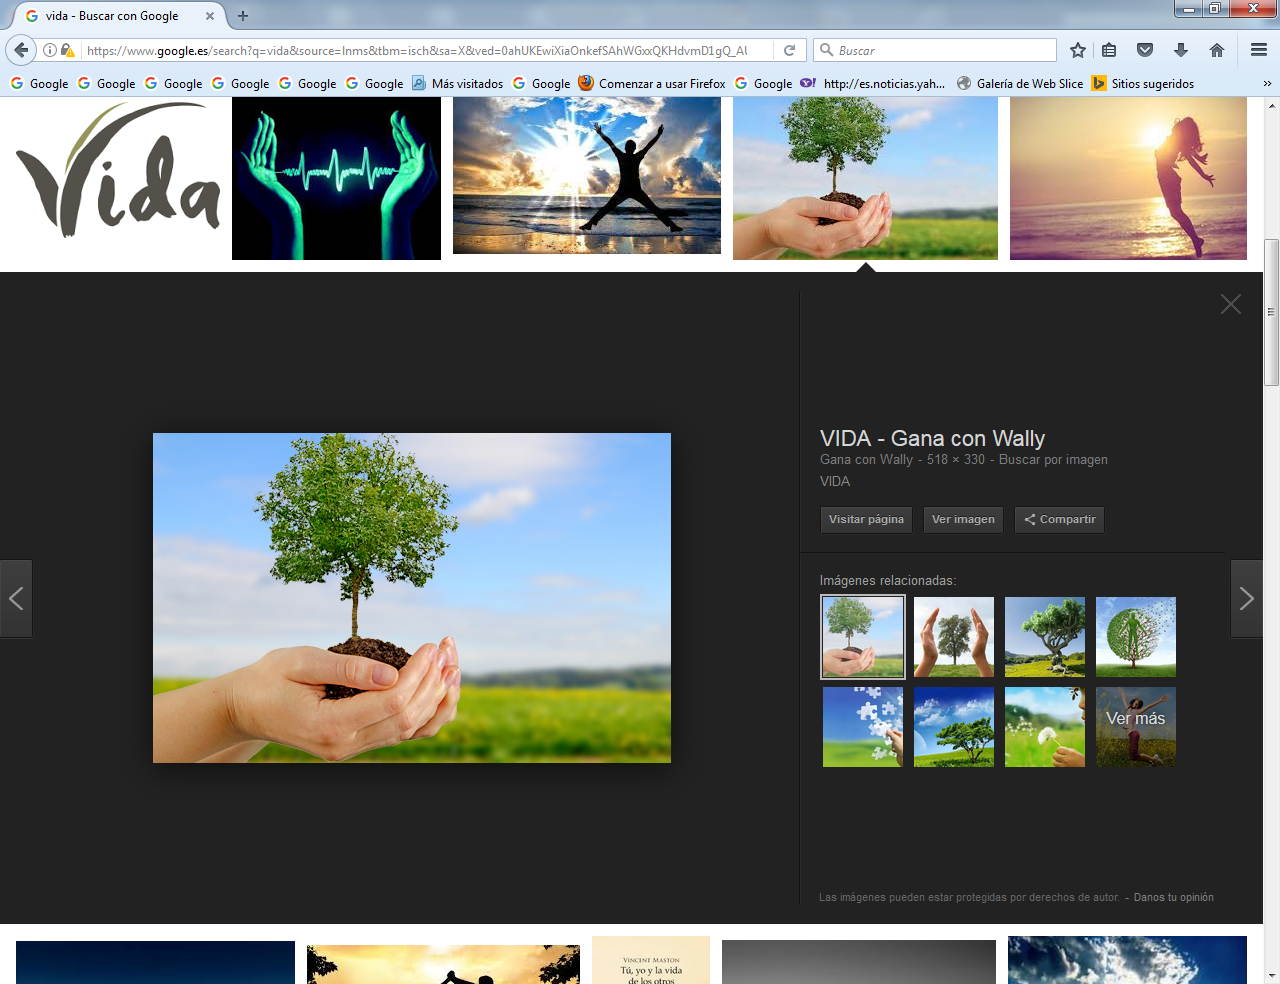 vida - Buscar con Google
https://www.google.es/search?q=vida&source=lnms&tbm=isch&sa=X&ved=0ahUKEwiXiaOnkefSAhWGxxQKHdvmD1gQ_AU
Buscar
Google Google Google Google Google Google Más visitados Google Comenzar a usar Firefox Google http://es.noticias.yah... Galería de Web Slice Sitios sugeridos »
Vida
VIDA - Gana con Wally
Gana con Wally - 518 × 330 - Buscar por imagen
VIDA
Visitar página Ver imagen Compartir
Imágenes relacionadas:
Ver más
Las imágenes pueden estar protegidas por derechos de autor. - Danos tu opinión
VINCENT MASTON
Tú, yo y la vida
de los otros